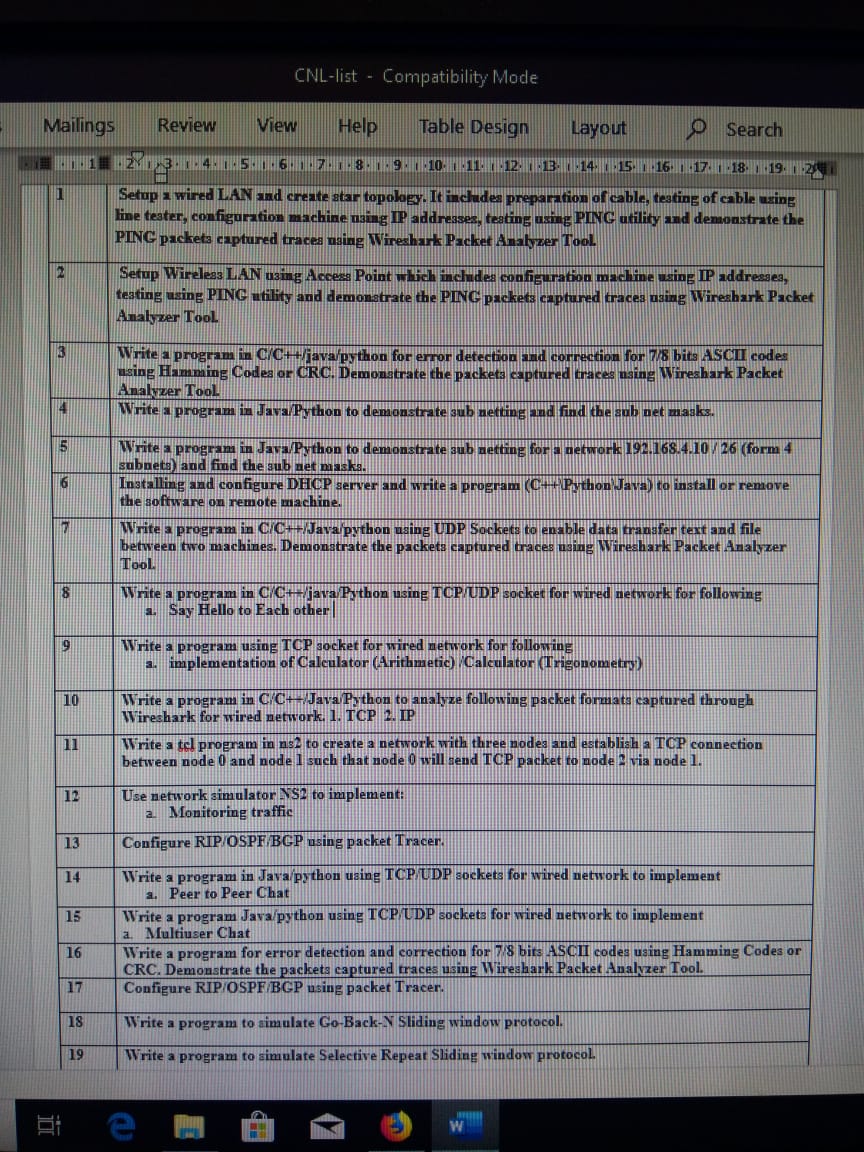 CNL-list - Compatibility Mode
Mailings Review View Help Table Design Layout Search
1 2 3 4 5 6 7 8 9 10 11 12 13 14 15 16 17 18 19
1 Setup a wired LAN and create star topology. It includes preparation of cable, testing of cable using
line tester, configuration machine using IP addresses, testing using PING utility and demonstrate the
PING packets captured traces using Wireshark Packet Analyzer Tool.
2 Setup Wireless LAN using Access Point which includes configuration machine using IP addresses,
testing using PING utility and demonstrate the PING packets captured traces using Wireshark Packet
Analyzer Tool.
3 Write a program in C/C++/java/python for error detection and correction for 7/8 bits ASCII codes
using Hamming Codes or CRC. Demonstrate the packets captured traces using Wireshark Packet
Analyzer Tool.
4 Write a program in Java/Python to demonstrate sub netting and find the sub net masks.
5 Write a program in Java/Python to demonstrate sub netting for a network 192.168.4.10 / 26 (form 4
subnets) and find the sub net masks.
6 Installing and configure DHCP server and write a program (C++\Python\Java) to install or remove
the software on remote machine.
7 Write a program in C/C++/Java/python using UDP Sockets to enable data transfer text and file
between two machines. Demonstrate the packets captured traces using Wireshark Packet Analyzer
Tool.
8 Write a program in C/C++/java/Python using TCP/UDP socket for wired network for following
a. Say Hello to Each other
9 Write a program using TCP socket for wired network for following
a. implementation of Calculator (Arithmetic) /Calculator (Trigonometry)
10 Write a program in C/C++/Java/Python to analyze following packet formats captured through
Wireshark for wired network. 1. TCP 2. IP
11 Write a tcl program in ns2 to create a network with three nodes and establish a TCP connection
between node 0 and node 1 such that node 0 will send TCP packet to node 2 via node 1.
12 Use network simulator NS2 to implement:
a. Monitoring traffic
13 Configure RIP/OSPF/BGP using packet Tracer.
14 Write a program in Java/python using TCP/UDP sockets for wired network to implement
a. Peer to Peer Chat
15 Write a program Java/python using TCP/UDP sockets for wired network to implement
a. Multiuser Chat
16 Write a program for error detection and correction for 7/8 bits ASCII codes using Hamming Codes or
CRC. Demonstrate the packets captured traces using Wireshark Packet Analyzer Tool.
17 Configure RIP/OSPF/BGP using packet Tracer.
18 Write a program to simulate Go-Back-N Sliding window protocol.
19 Write a program to simulate Selective Repeat Sliding window protocol.
W